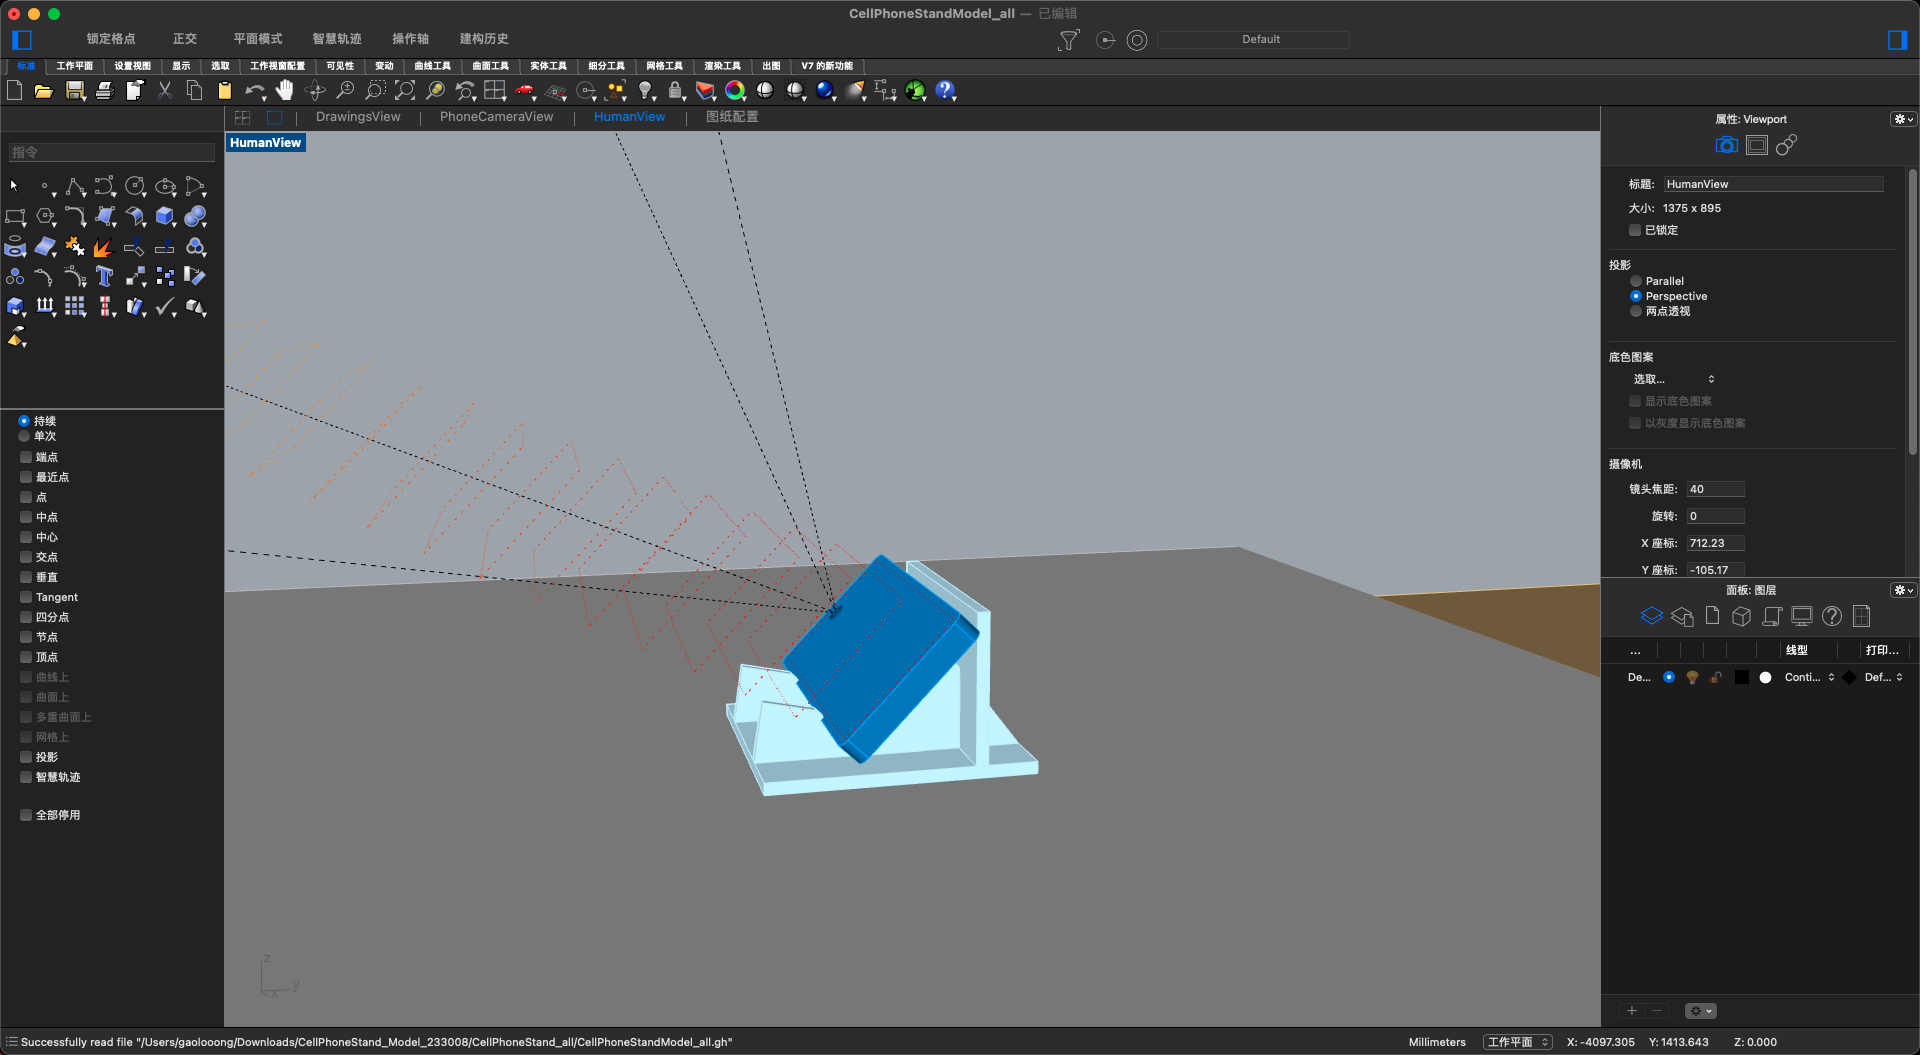 CellPhoneStandModel_all — 已编辑
锁定格点 正交 平面模式 智慧轨迹 操作轴 建构历史 Default
标准 工作平面 设置视图 显示 选取 工作视窗配置 可见性 变动 曲线工具 曲面工具 实体工具 细分工具 网格工具 渲染工具 出图 V7 的新功能
DrawingsView PhoneCameraView HumanView 图纸配置
HumanView
指令
持续
单次
端点
最近点
点
中点
中心
交点
垂直
Tangent
四分点
节点
顶点
曲线上
曲面上
多重曲面上
网格上
投影
智慧轨迹
全部停用
z
y
x
属性: Viewport
标题: HumanView
大小: 1375 x 895
已锁定
投影
Parallel
Perspective
两点透视
底色图案
选取...
显示底色图案
以灰度显示底色图案
摄像机
镜头焦距: 40
旋转: 0
X 座标: 712.23
Y 座标: -105.17
面板: 图层
... 线型 打印...
De... Conti... Def...
Successfully read file "/Users/gaolooong/Downloads/CellPhoneStand_Model_233008/CellPhoneStand_all/CellPhoneStandModel_all.gh"
Millimeters 工作平面 X: -4097.305 Y: 1413.643 Z: 0.000